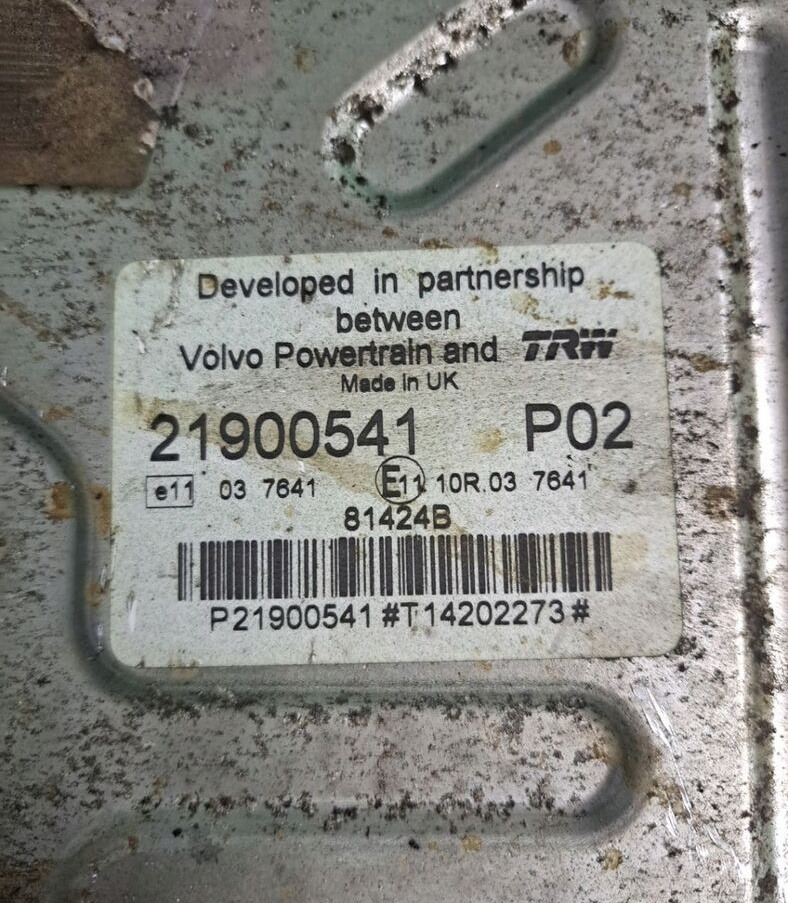 Developed in partnership
between
Volvo Powertrain and TRW
Made in UK
21900541 P02
e11 03 7641 E11 10R.03 7641
81424B
P21900541#T14202273#